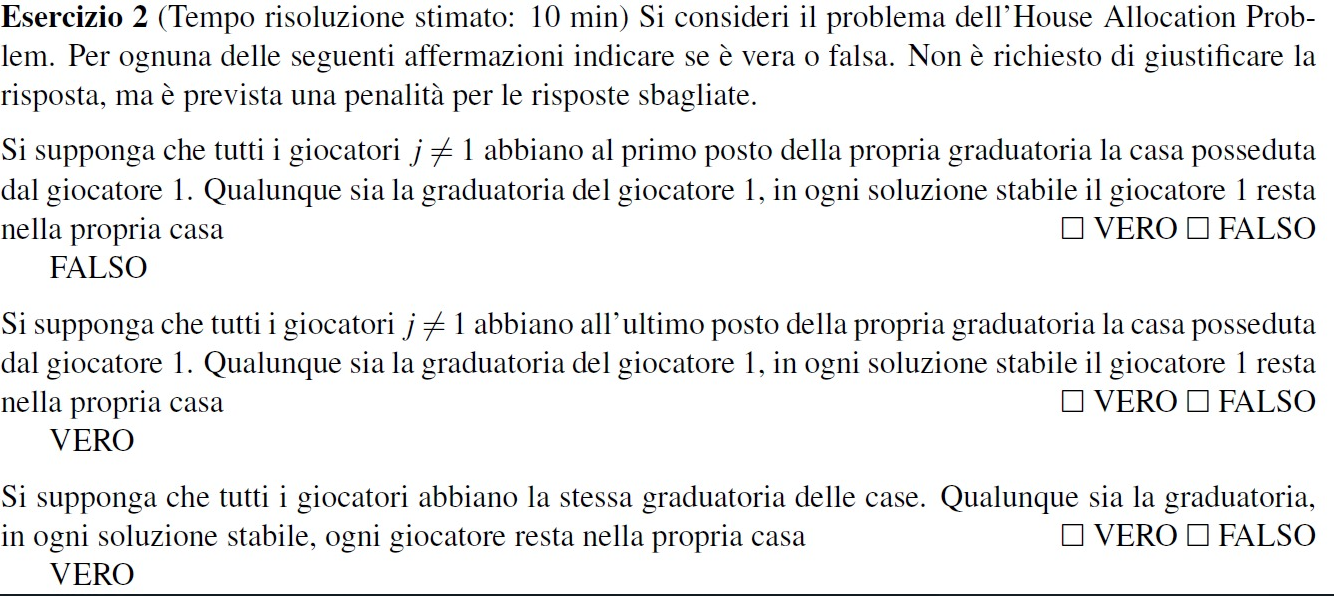 Esercizio 2 (Tempo risoluzione stimato: 10 min) Si consideri il problema dell'House Allocation Prob-
lem. Per ognuna delle seguenti affermazioni indicare se è vera o falsa. Non è richiesto di giustificare la
risposta, ma è prevista una penalità per le risposte sbagliate.
Si supponga che tutti i giocatori j ≠ 1 abbiano al primo posto della propria graduatoria la casa posseduta
dal giocatore 1. Qualunque sia la graduatoria del giocatore 1, in ogni soluzione stabile il giocatore 1 resta
nella propria casa □ VERO □ FALSO
FALSO
Si supponga che tutti i giocatori j ≠ 1 abbiano all'ultimo posto della propria graduatoria la casa posseduta
dal giocatore 1. Qualunque sia la graduatoria del giocatore 1, in ogni soluzione stabile il giocatore 1 resta
nella propria casa □ VERO □ FALSO
VERO
Si supponga che tutti i giocatori abbiano la stessa graduatoria delle case. Qualunque sia la graduatoria,
in ogni soluzione stabile, ogni giocatore resta nella propria casa □ VERO □ FALSO
VERO